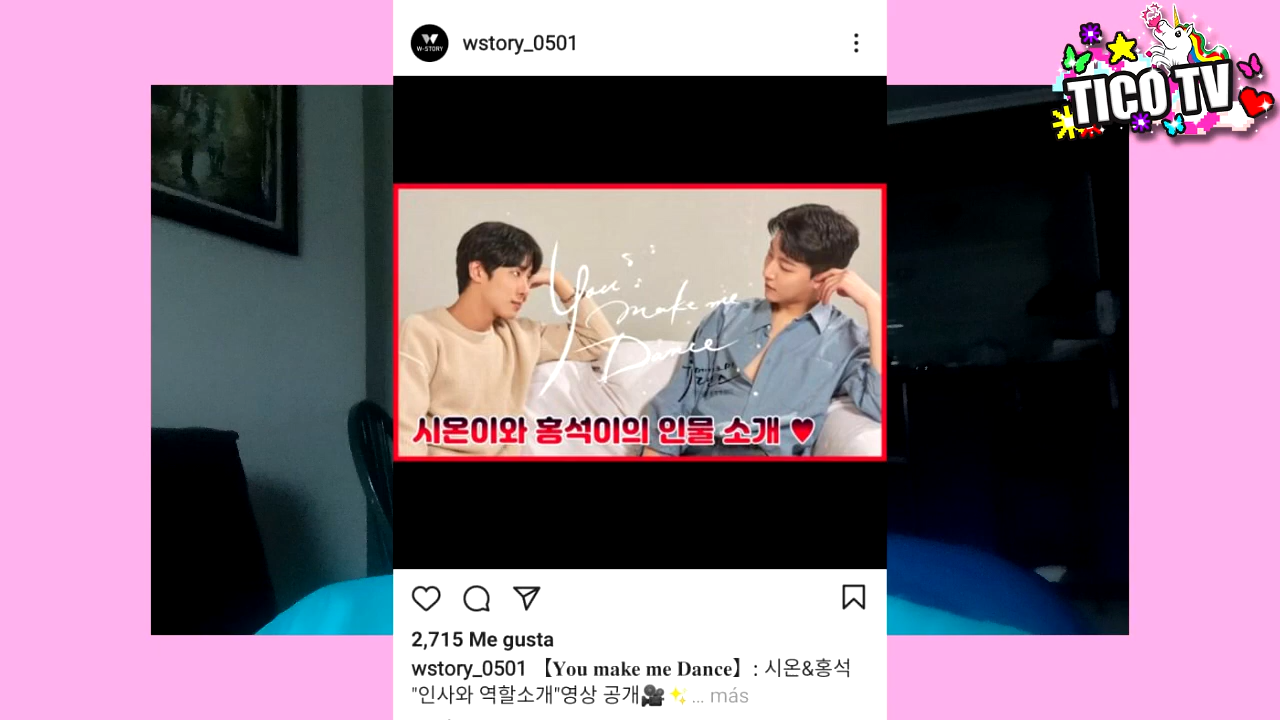 W-STORY
wstory_0501
TICO TV
You
make me
Dance
시온이와 홍석이의 인물 소개 ♥
2,715 Me gusta
wstory_0501 【You make me Dance】: 시온&홍석
"인사와 역할소개"영상 공개🎥✨... más